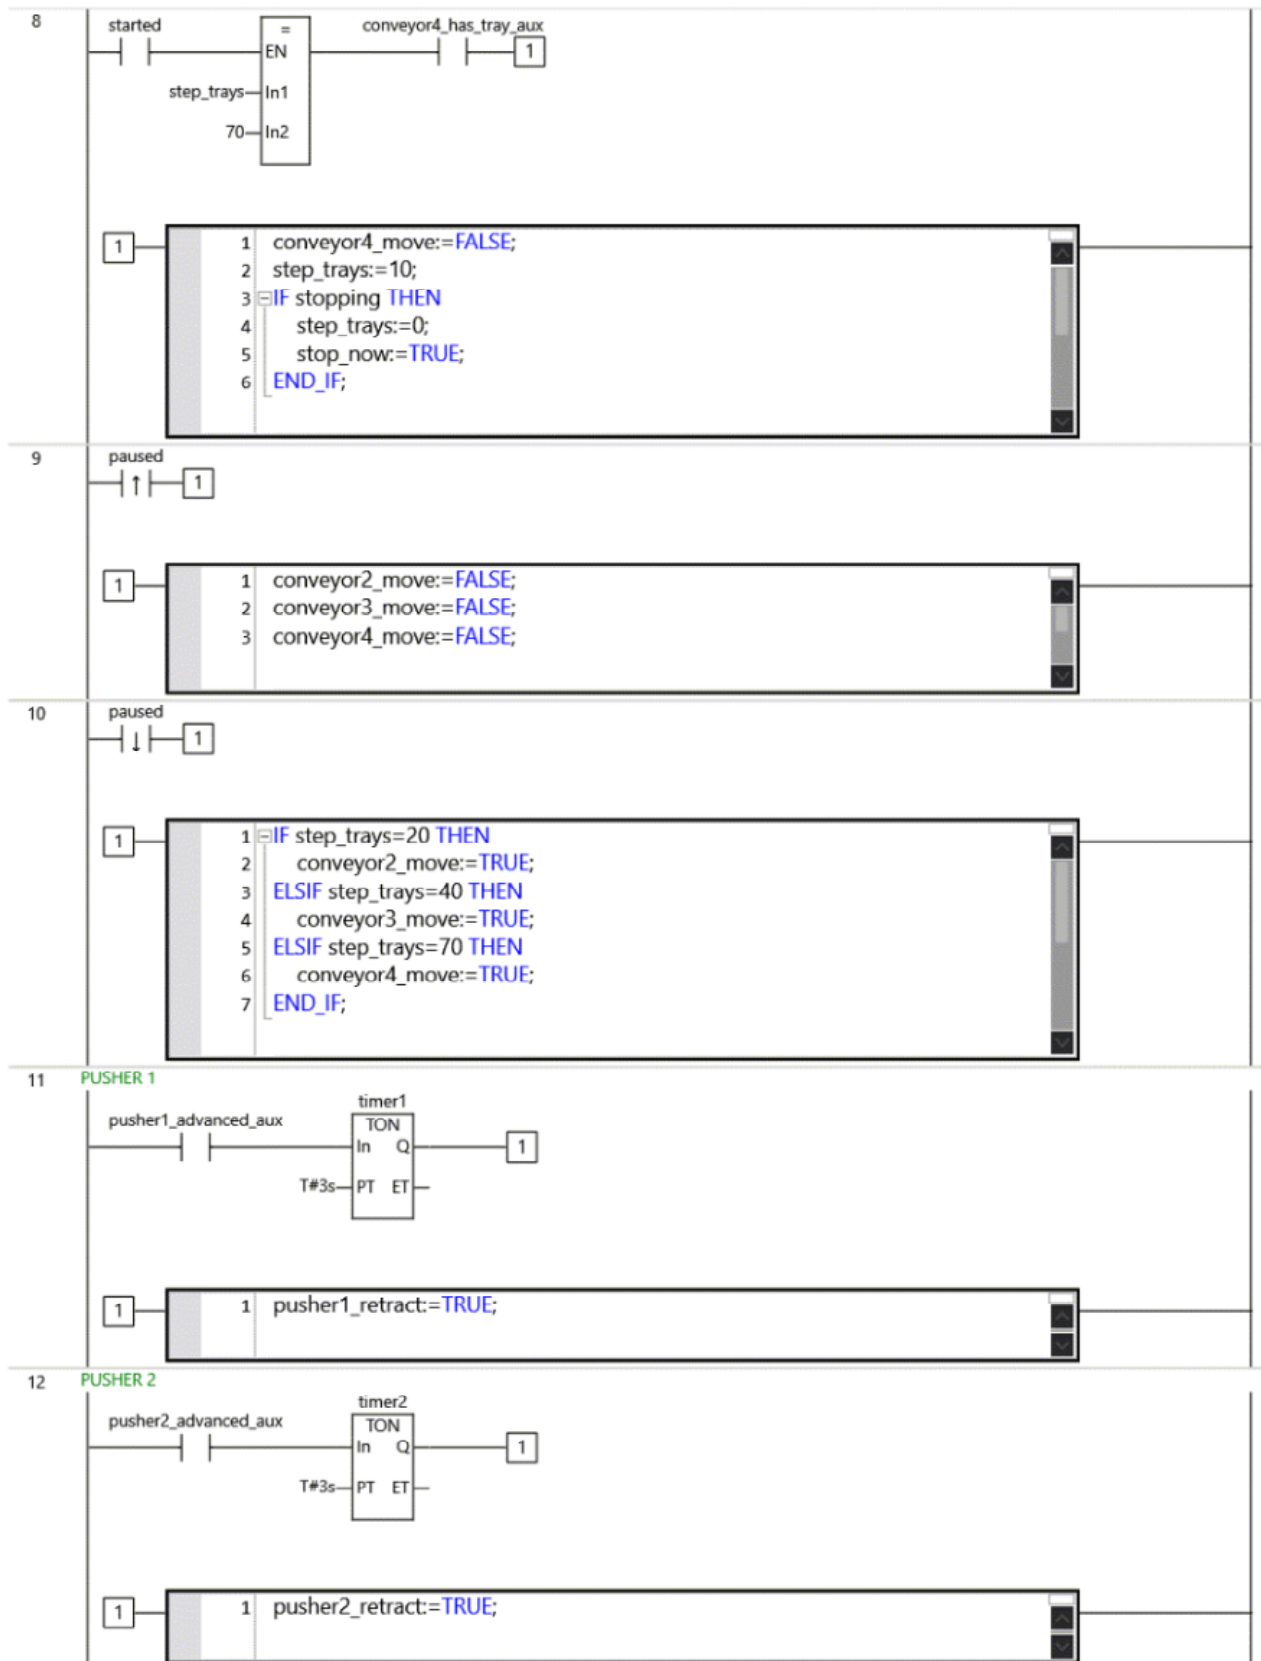 8
started
=
conveyor4_has_tray_aux
EN
1
step_trays In1
70 In2
1
1 conveyor4_move:=FALSE;
2 step_trays:=10;
3 IF stopping THEN
4 step_trays:=0;
5 stop_now:=TRUE;
6 END_IF;
9
paused
↑ 1
1
1 conveyor2_move:=FALSE;
2 conveyor3_move:=FALSE;
3 conveyor4_move:=FALSE;
10
paused
↓ 1
1
1 IF step_trays=20 THEN
2 conveyor2_move:=TRUE;
3 ELSIF step_trays=40 THEN
4 conveyor3_move:=TRUE;
5 ELSIF step_trays=70 THEN
6 conveyor4_move:=TRUE;
7 END_IF;
11 PUSHER 1
timer1
pusher1_advanced_aux
TON
In Q 1
T#3s PT ET
1
1 pusher1_retract:=TRUE;
12 PUSHER 2
timer2
pusher2_advanced_aux
TON
In Q 1
T#3s PT ET
1
1 pusher2_retract:=TRUE;